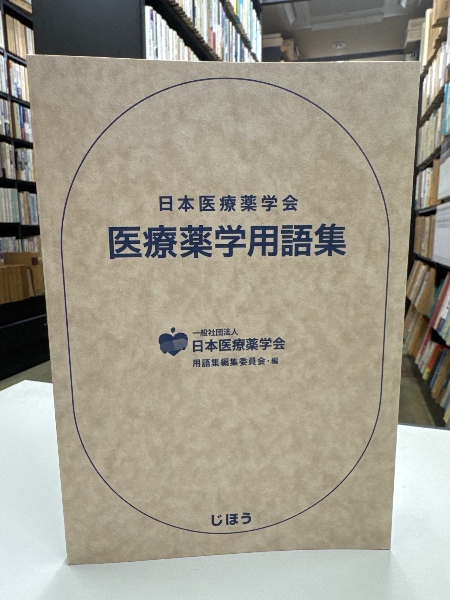 日本医療薬学会
医療薬学用語集
一般社団法人
日本医療薬学会
用語集編集委員会・編
じほう